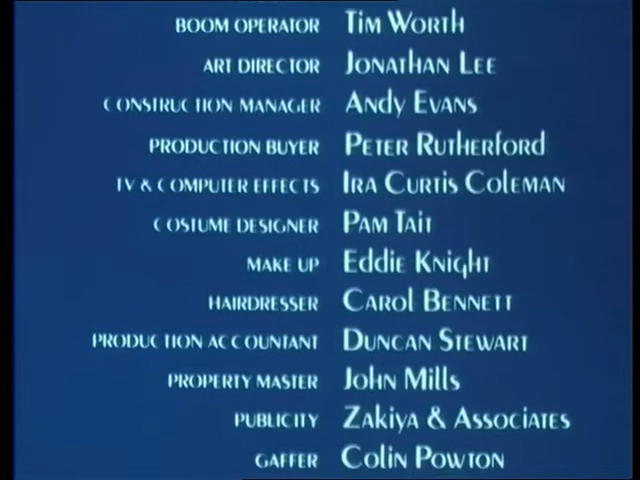 BOOM OPERATOR Tim Worth
ART DIRECTOR Jonathan Lee
CONSTRUCTION MANAGER Andy Evans
PRODUCTION BUYER Peter Rutherford
TV & COMPUTER EFFECTS Ira Curtis Coleman
COSTUME DESIGNER Pam Tait
MAKE UP Eddie Knight
HAIRDRESSER Carol Bennett
PRODUCTION ACCOUNTANT Duncan Stewart
PROPERTY MASTER John Mills
PUBLICITY Zakiya & Associates
GAFFER Colin Powton